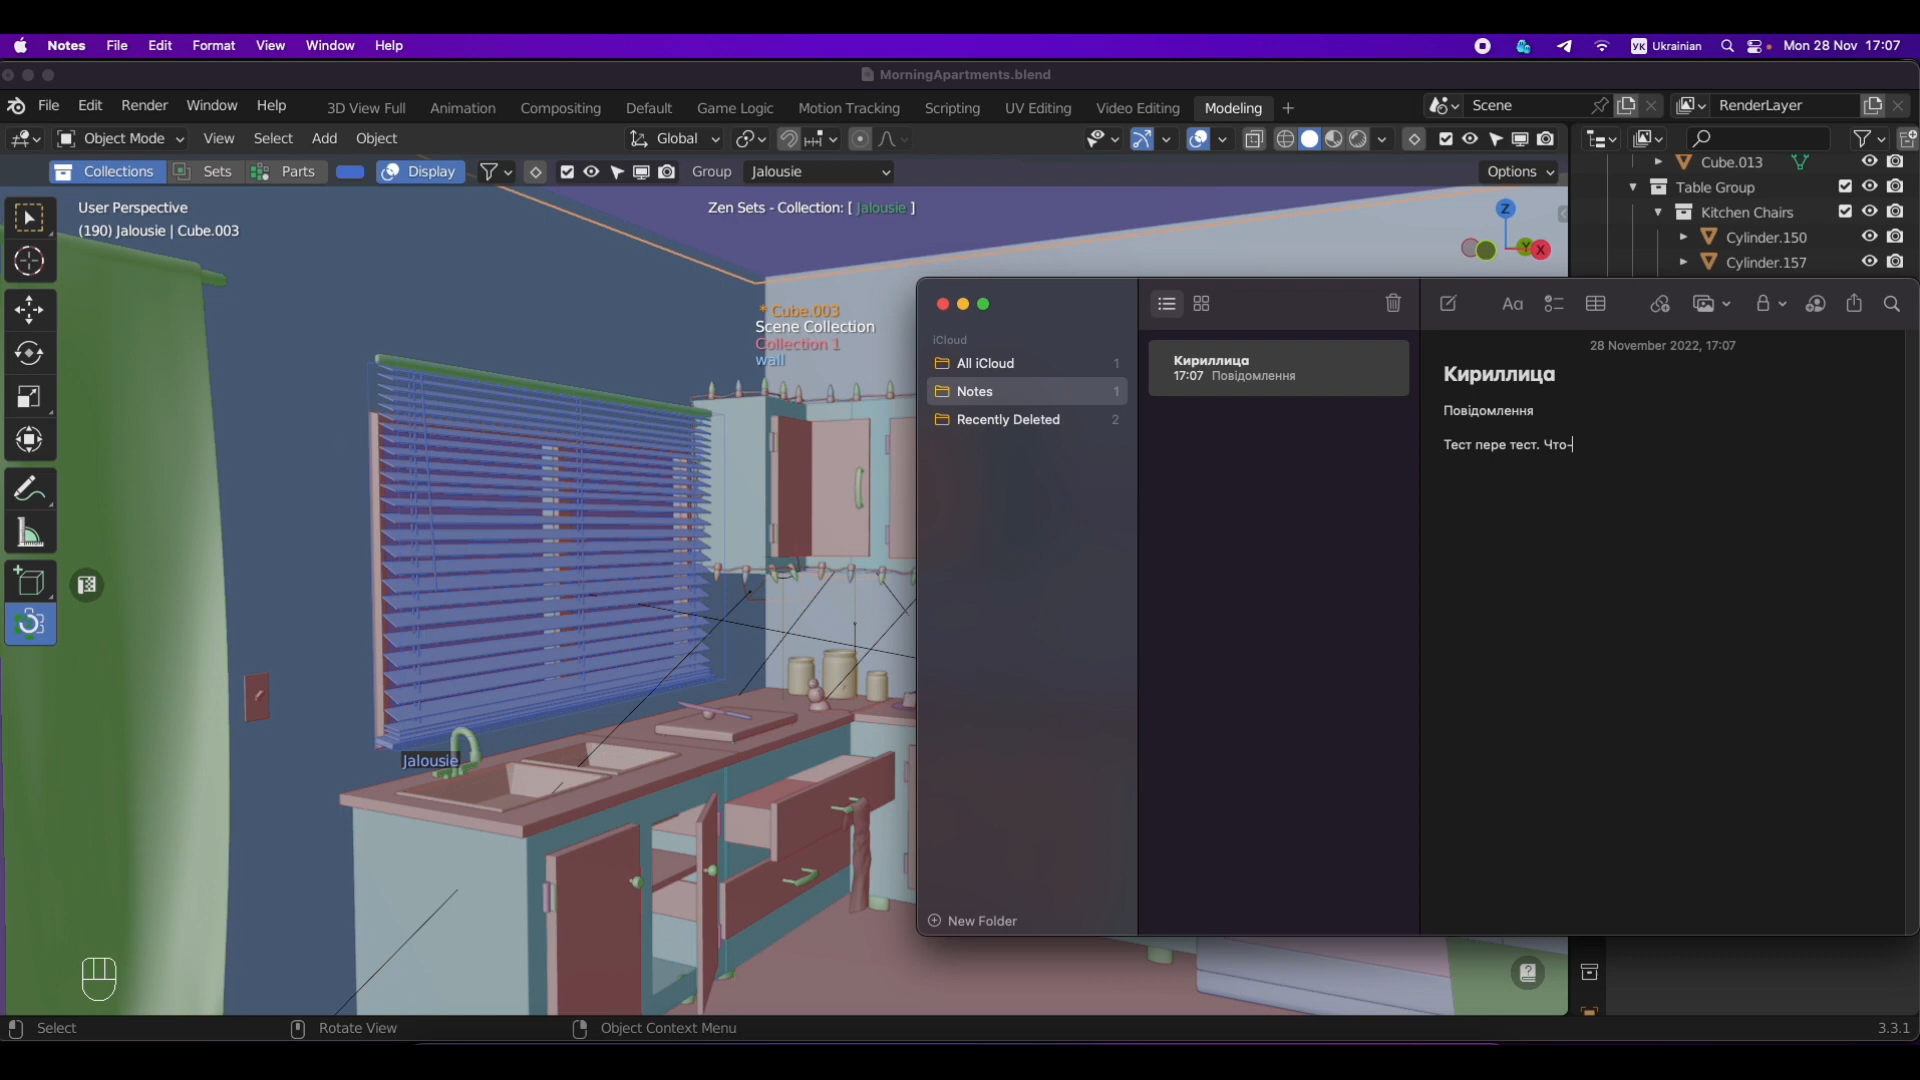 Notes File Edit Format View Window Help
УК Ukrainian Mon 28 Nov 17:07
MorningApartments.blend
File Edit Render Window Help 3D View Full Animation Compositing Default Game Logic Motion Tracking Scripting UV Editing Video Editing Modeling Scene RenderLayer
Object Mode View Select Add Object Global
Collections Sets Parts Display Group Jalousie Options
Cube.013
Table Group
Kitchen Chairs
Cylinder.150
Cylinder.157
User Perspective
(190) Jalousie | Cube.003
Zen Sets - Collection: [ Jalousie ]
Z
Y
X
* Cube.003
Scene Collection
Collection 1
wall
Jalousie
iCloud
All iCloud 1
Notes 1
Recently Deleted 2
New Folder
Кириллица
17:07 Повідомлення
Aa
28 November 2022, 17:07
Кириллица
Повідомлення
Тест пере тест. Что-
Select Rotate View Object Context Menu 3.3.1